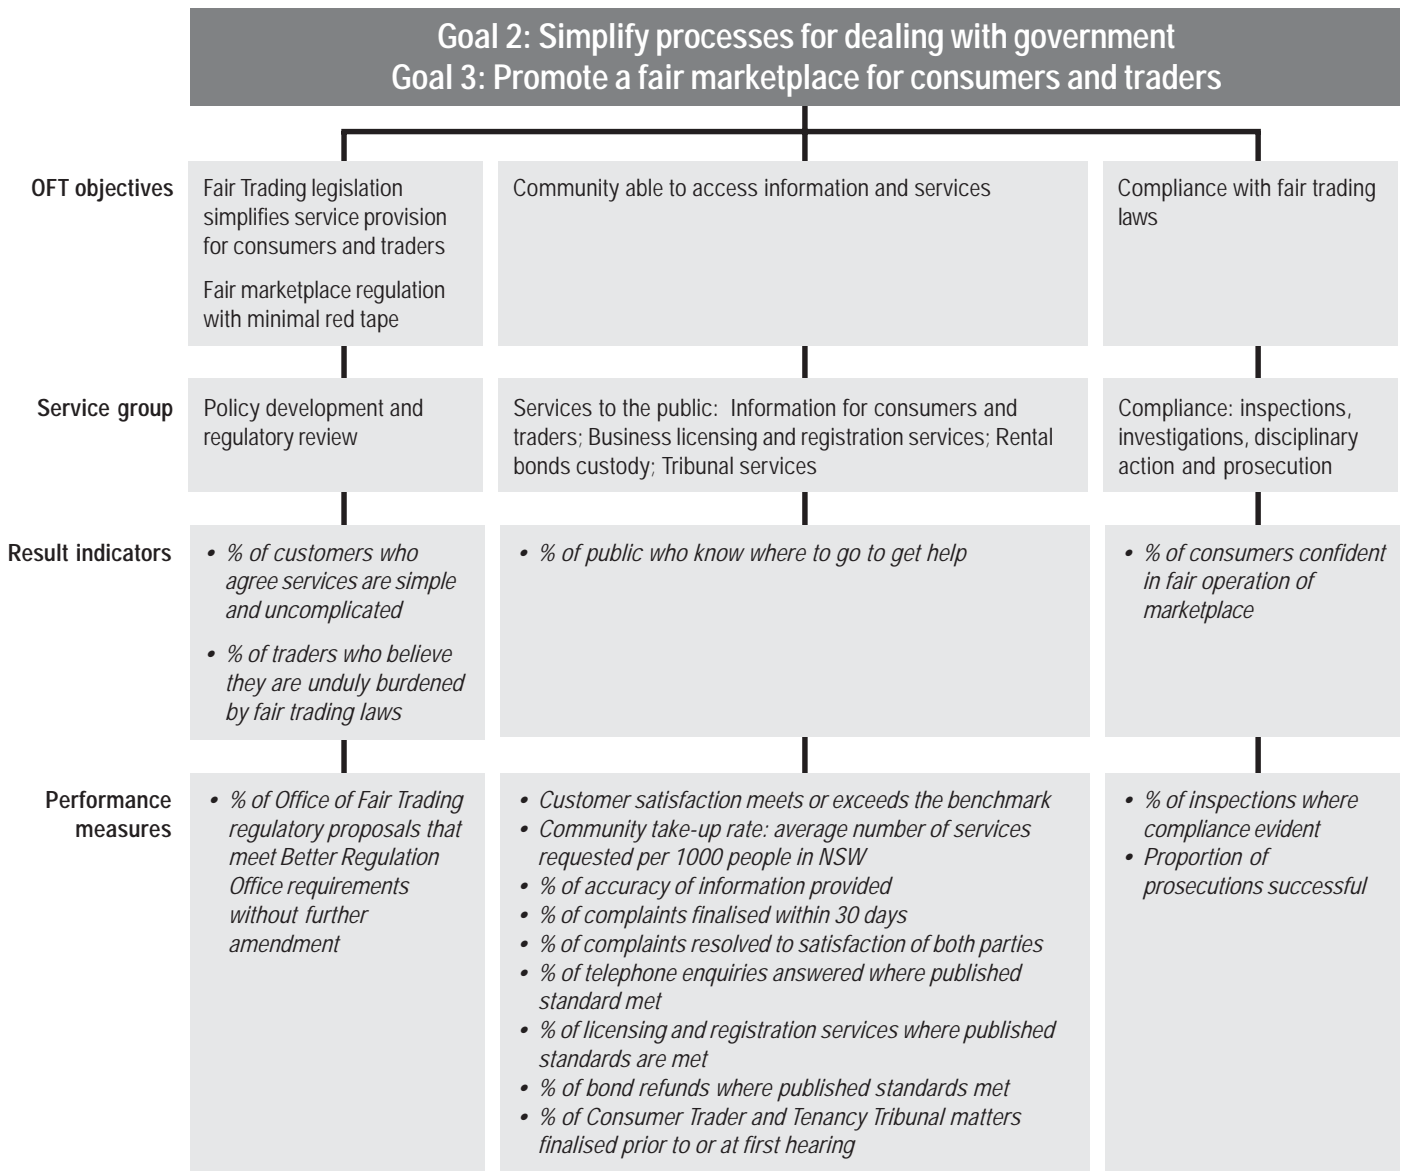 Goal 2: Simplify processes for dealing with government
Goal 3: Promote a fair marketplace for consumers and traders
OFT objectives
Fair Trading legislation
simplifies service provision
for consumers and traders
Fair marketplace regulation
with minimal red tape
Community able to access information and services
Compliance with fair trading
laws
Service group
Policy development and
regulatory review
Services to the public: Information for consumers and
traders; Business licensing and registration services; Rental
bonds custody; Tribunal services
Compliance: inspections,
investigations, disciplinary
action and prosecution
Result indicators
• % of customers who
agree services are simple
and uncomplicated
• % of traders who believe
they are unduly burdened
by fair trading laws
• % of public who know where to go to get help
• % of consumers confident
in fair operation of
marketplace
Performance
measures
• % of Office of Fair Trading
regulatory proposals that
meet Better Regulation
Office requirements
without further
amendment
• Customer satisfaction meets or exceeds the benchmark
• Community take-up rate: average number of services
requested per 1000 people in NSW
• % of accuracy of information provided
• % of complaints finalised within 30 days
• % of complaints resolved to satisfaction of both parties
• % of telephone enquiries answered where published
standard met
• % of licensing and registration services where published
standards are met
• % of bond refunds where published standards met
• % of Consumer Trader and Tenancy Tribunal matters
finalised prior to or at first hearing
• % of inspections where
compliance evident
• Proportion of
prosecutions successful